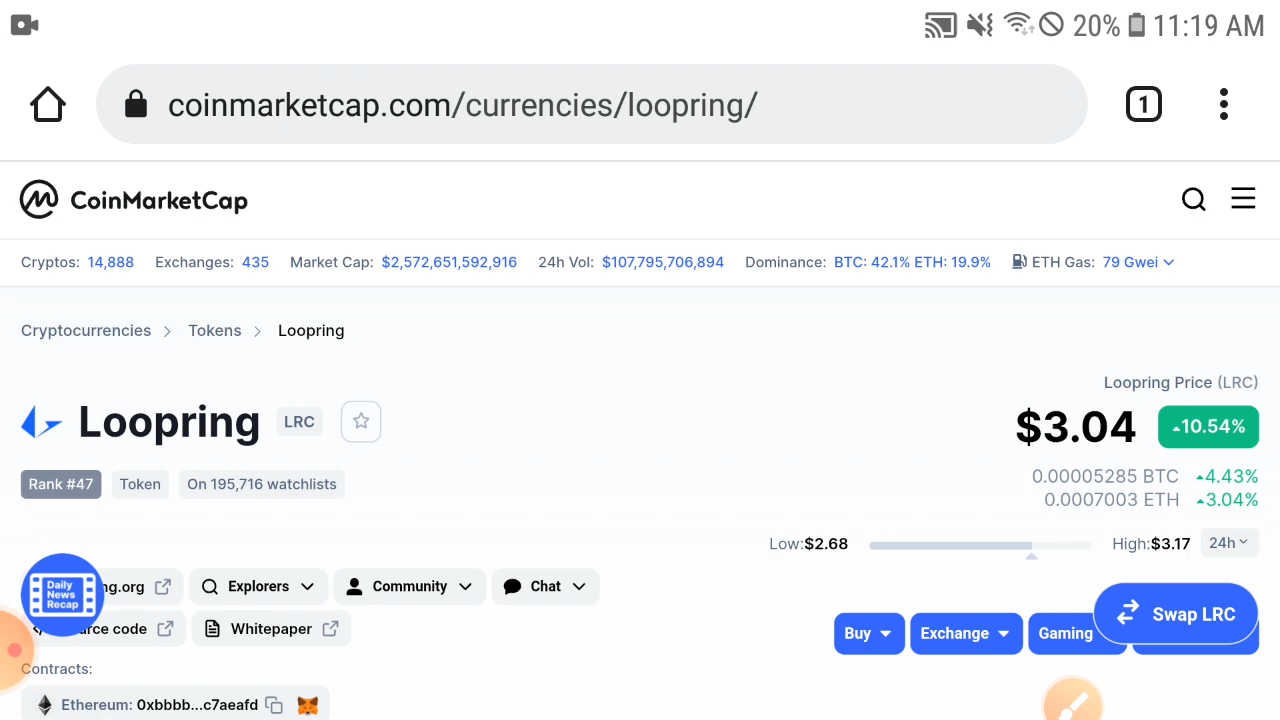 20% 11:19 AM
coinmarketcap.com/currencies/loopring/
1
CoinMarketCap
Cryptos: 14,888 Exchanges: 435 Market Cap: $2,572,651,592,916 24h Vol: $107,795,706,894 Dominance: BTC: 42.1% ETH: 19.9% ETH Gas: 79 Gwei
Cryptocurrencies > Tokens > Loopring
Loopring Price (LRC)
Loopring LRC
$3.04 10.54%
Rank #47 Token On 195,716 watchlists
0.00005285 BTC 4.43%
0.0007003 ETH 3.04%
Low:$2.68 High:$3.17 24h
Daily
News
Recap
ng.org Explorers Community Chat
rce code Whitepaper
Buy Exchange Gaming Swap LRC
Contracts:
Ethereum: 0xbbbb...c7aeafd